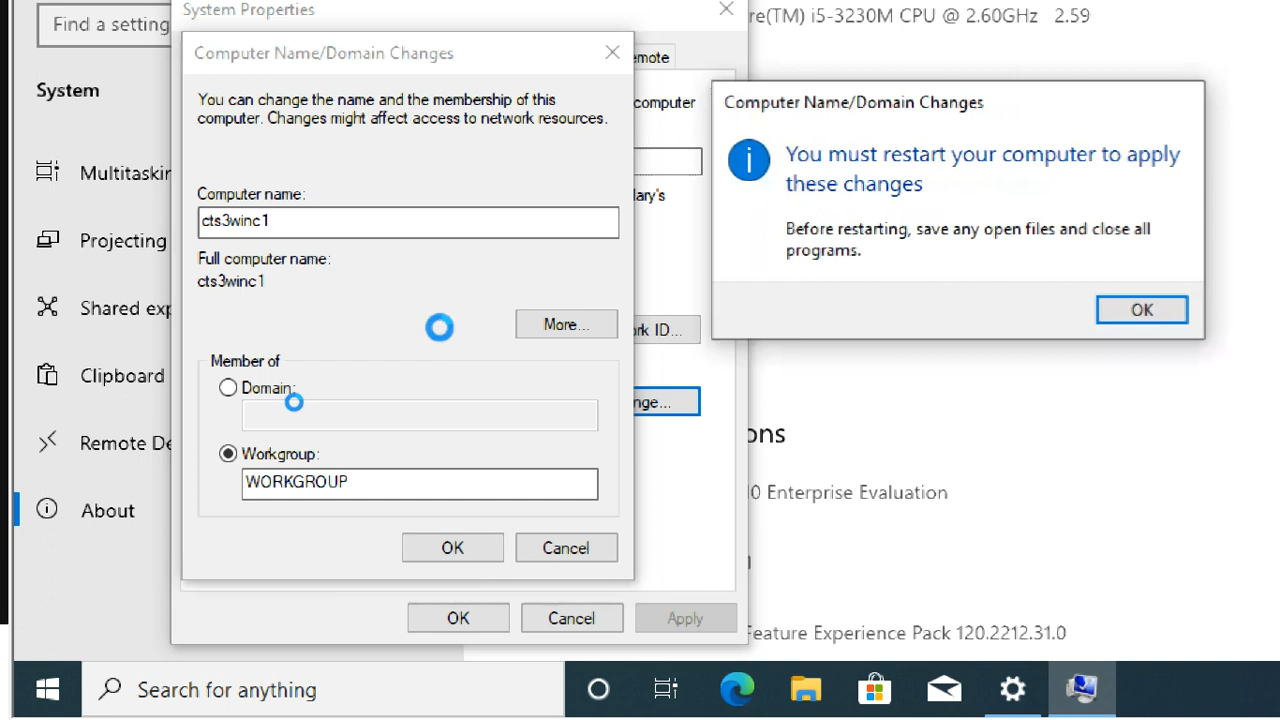 System Properties
Find a setting
System
Multitaskin
Projecting
Shared exp
Clipboard
Remote De
About
Computer Name/Domain Changes
You can change the name and the membership of this
computer. Changes might affect access to network resources.
Computer name:
cts3winc1
Full computer name:
cts3winc1
More...
Member of
Domain:
Workgroup:
WORKGROUP
OK
Cancel
OK
Cancel
Apply
emote
computer
lary's
ork ID...
nge...
re(TM) i5-3230M CPU @ 2.60GHz 2.59
Computer Name/Domain Changes
You must restart your computer to apply
these changes
Before restarting, save any open files and close all
programs.
OK
ons
0 Enterprise Evaluation
Feature Experience Pack 120.2212.31.0
Search for anything